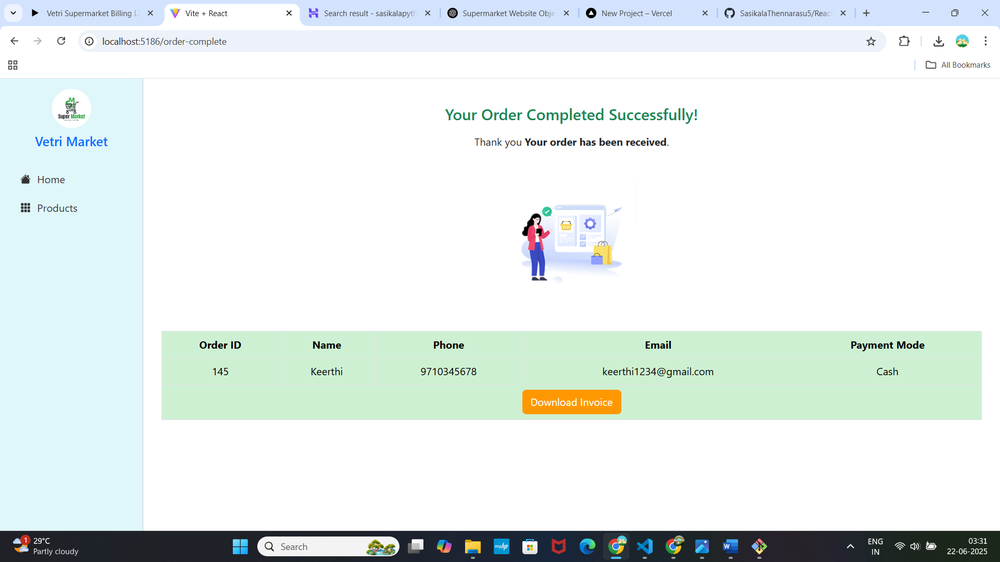 Vetri Supermarket Billing L
Vite + React
Search result - sasikalapyth
Supermarket Website Obje
New Project – Vercel
SasikalaThennarasu5/Reac
localhost:5186/order-complete
All Bookmarks
Super Market
Vetri Market
Home
Products
Your Order Completed Successfully!
Thank you Your order has been received.
Order ID Name Phone Email Payment Mode
145 Keerthi 9710345678 keerthi1234@gmail.com Cash
Download Invoice
1
29°C
Partly cloudy
Search
myhp
W
ENG
IN
03:31
22-06-2025